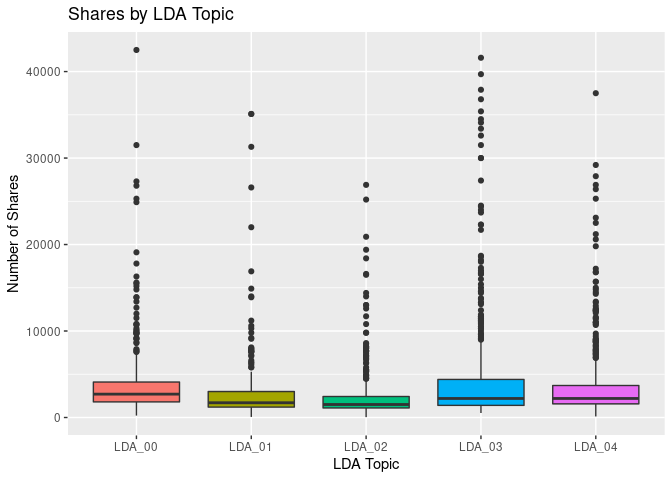 Shares by LDA Topic
Number of Shares
40000
30000
20000
10000
0
LDA_00 LDA_01 LDA_02 LDA_03 LDA_04
LDA Topic